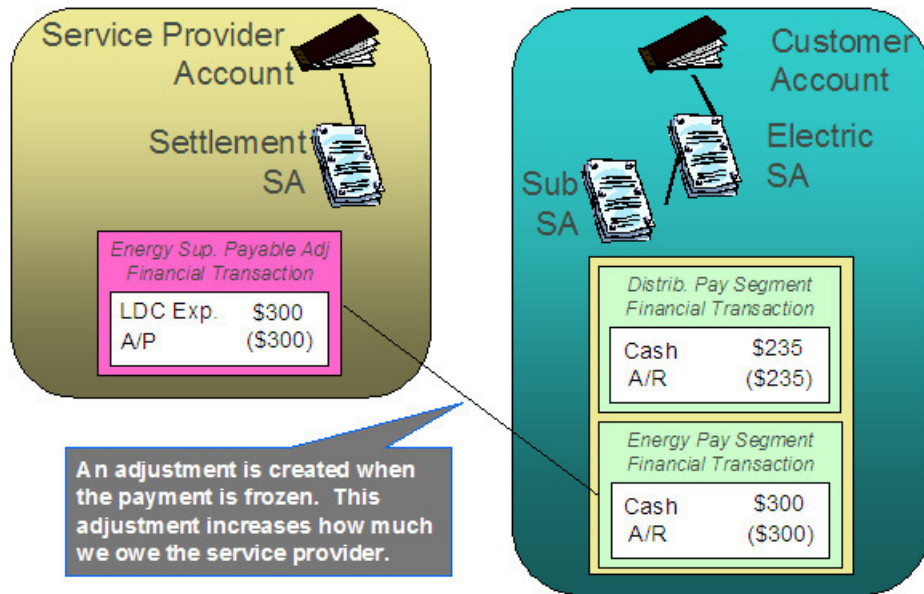 Service Provider
Account
Settlement
SA
Energy Sup. Payable Adj
Financial Transaction
LDC Exp. $300
A/P ($300)
An adjustment is created when
the payment is frozen. This
adjustment increases how much
we owe the service provider.
Customer
Account
Electric
SA
Sub
SA
Distrib. Pay Segment
Financial Transaction
Cash $235
A/R ($235)
Energy Pay Segment
Financial Transaction
Cash $300
A/R ($300)